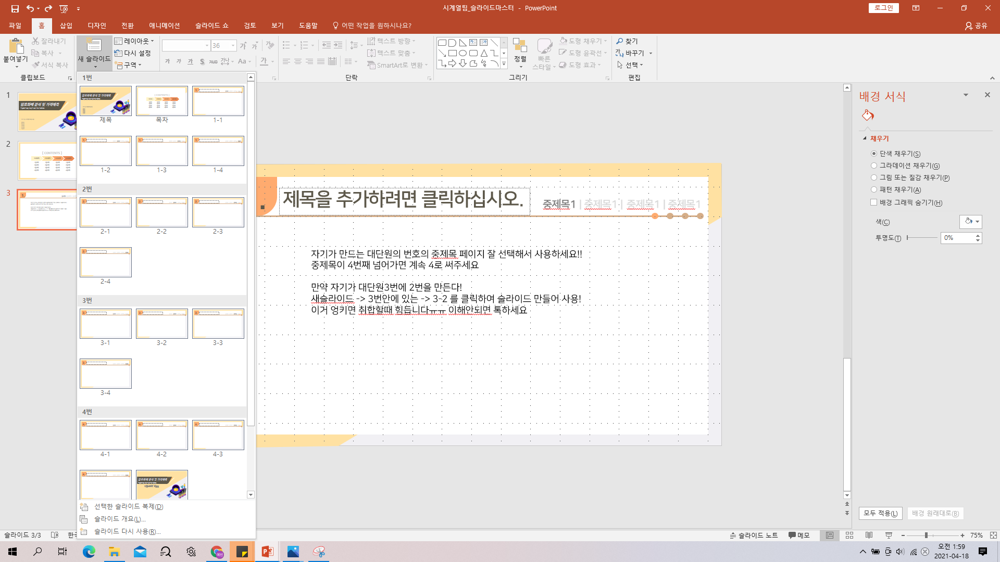 시계열팀_슬라이드마스터 - PowerPoint
로그인
파일 홈 삽입 디자인 전환 애니메이션 슬라이드 쇼 검토 보기 도움말 어떤 작업을 원하시나요? 공유
붙여넣기
잘라내기
복사
서식 복사
클립보드
새 슬라이드
레이아웃
다시 설정
구역
36
가 가 가 S 간 Aa 가
텍스트 방향
텍스트 맞춤
SmartArt로 변환
단락
정렬
빠른 스타일
도형 채우기
도형 윤곽선
도형 효과
그리기
찾기
바꾸기
선택
편집
1번
제목 목차 1-1
1-2 1-3 1-4
2번
2-1 2-2 2-3
2-4
3번
3-1 3-2 3-3
3-4
4번
4-1 4-2 4-3
선택한 슬라이드 복제(D)
슬라이드 개요(L)...
슬라이드 다시 사용(R)...
1
암호화폐 분석 및 가격예측
2
[ CONTENTS ]
3
제목을 추가하려면 클릭하십시오.
중제목1 | 중제목1 | 중제목1 | 중제목1
자기가 만드는 대단원의 번호의 중제목 페이지 잘 선택해서 사용하세요!!
중제목이 4번째 넘어가면 계속 4로 써주세요
만약 자기가 대단원3번에 2번을 만든다!
새슬라이드 -> 3번안에 있는 -> 3-2 를 클릭하여 슬라이드 만들어 사용!
이거 엉키면 취합할때 힘듭니다ㅠㅠ 이해안되면 톡하세요
배경 서식
채우기
단색 채우기(S)
그라데이션 채우기(G)
그림 또는 질감 채우기(P)
패턴 채우기(A)
배경 그래픽 숨기기(H)
색(C)
투명도(T) 0%
모두 적용(L) 배경 원래대로(B)
슬라이드 3/3 한국
슬라이드 노트 메모 75%
오전 1:59
2021-04-18